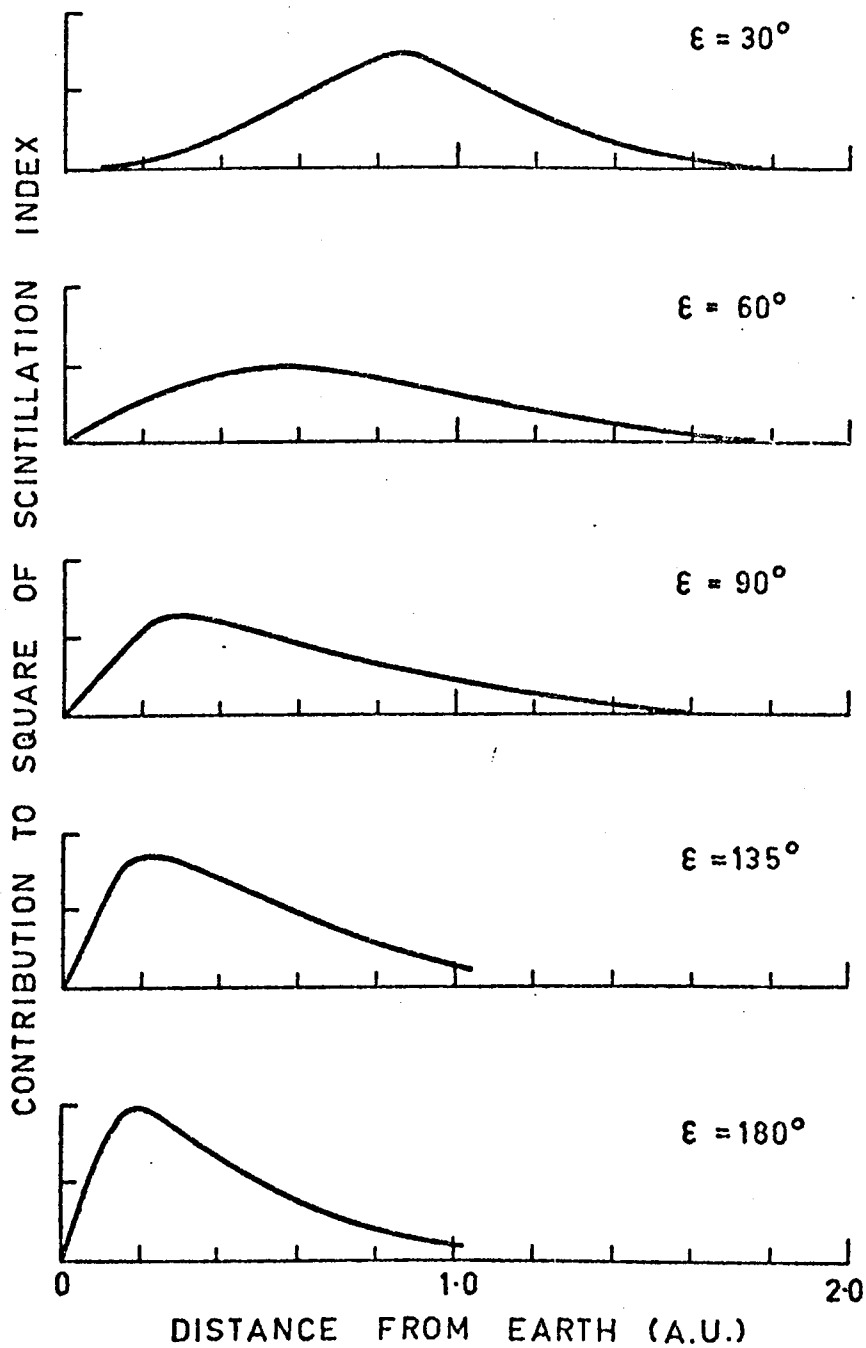 CONTRIBUTION TO SQUARE OF SCINTILLATION INDEX
ε = 30°
ε = 60°
ε = 90°
ε = 135°
ε = 180°
0 1·0 2·0
DISTANCE FROM EARTH (A.U.)